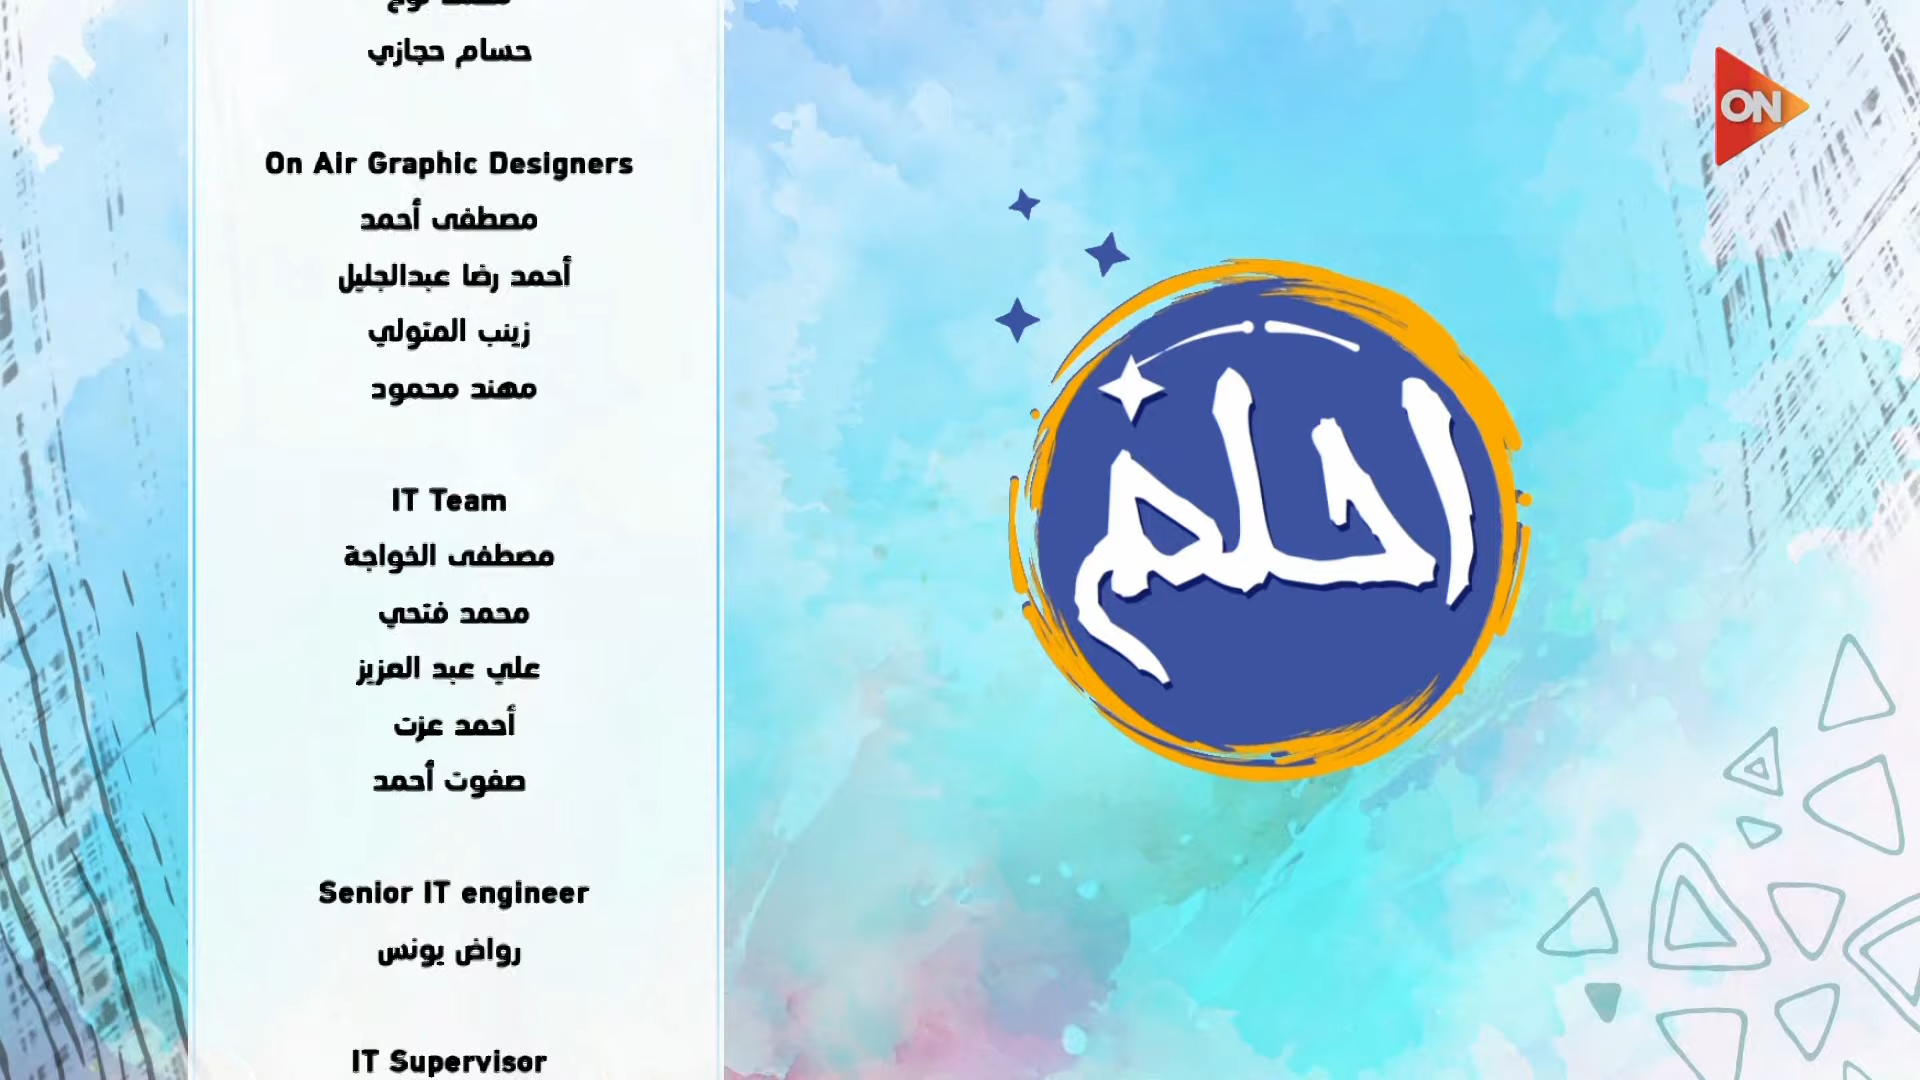 حسام حجازي
On Air Graphic Designers
مصطفى أحمد
أحمد رضا عبدالجليل
زينب المتولي
مهند محمود
IT Team
مصطفى الخواجة
محمد فتحي
علي عبد العزيز
أحمد عزت
صفوت أحمد
Senior IT engineer
رواض يونس
IT Supervisor
احلم
ON